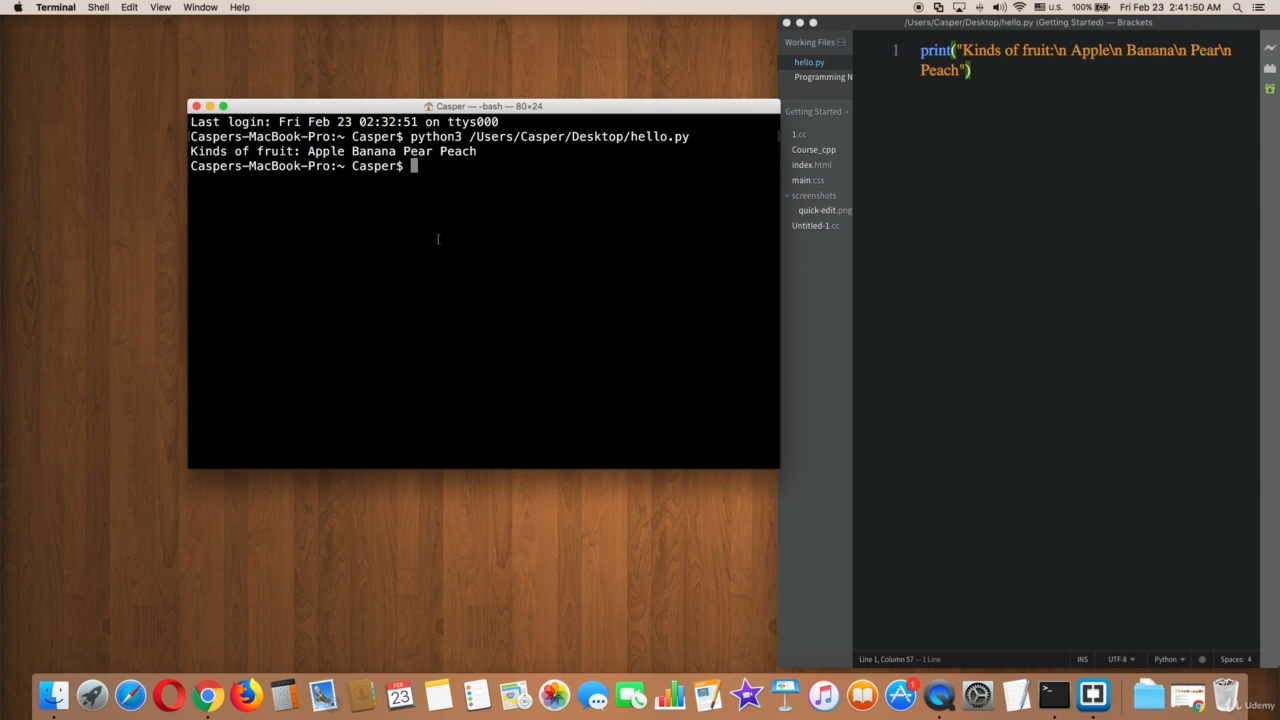 Terminal Shell Edit View Window Help
U.S. 100% Fri Feb 23 2:41:50 AM
/Users/Casper/Desktop/hello.py (Getting Started) — Brackets
Working Files
hello.py
Programming N
Getting Started
1.cc
Course_cpp
index.html
main.css
screenshots
quick-edit.png
Untitled-1.cc
1 print("Kinds of fruit:\n Apple\n Banana\n Pear\n
Peach")
Casper — -bash — 80×24
Last login: Fri Feb 23 02:32:51 on ttys000
Caspers-MacBook-Pro:~ Casper$ python3 /Users/Casper/Desktop/hello.py
Kinds of fruit: Apple Banana Pear Peach
Caspers-MacBook-Pro:~ Casper$
Line 1, Column 57 — 1 Line
INS UTF-8 Python Spaces: 4
FEB
23
1
Udemy